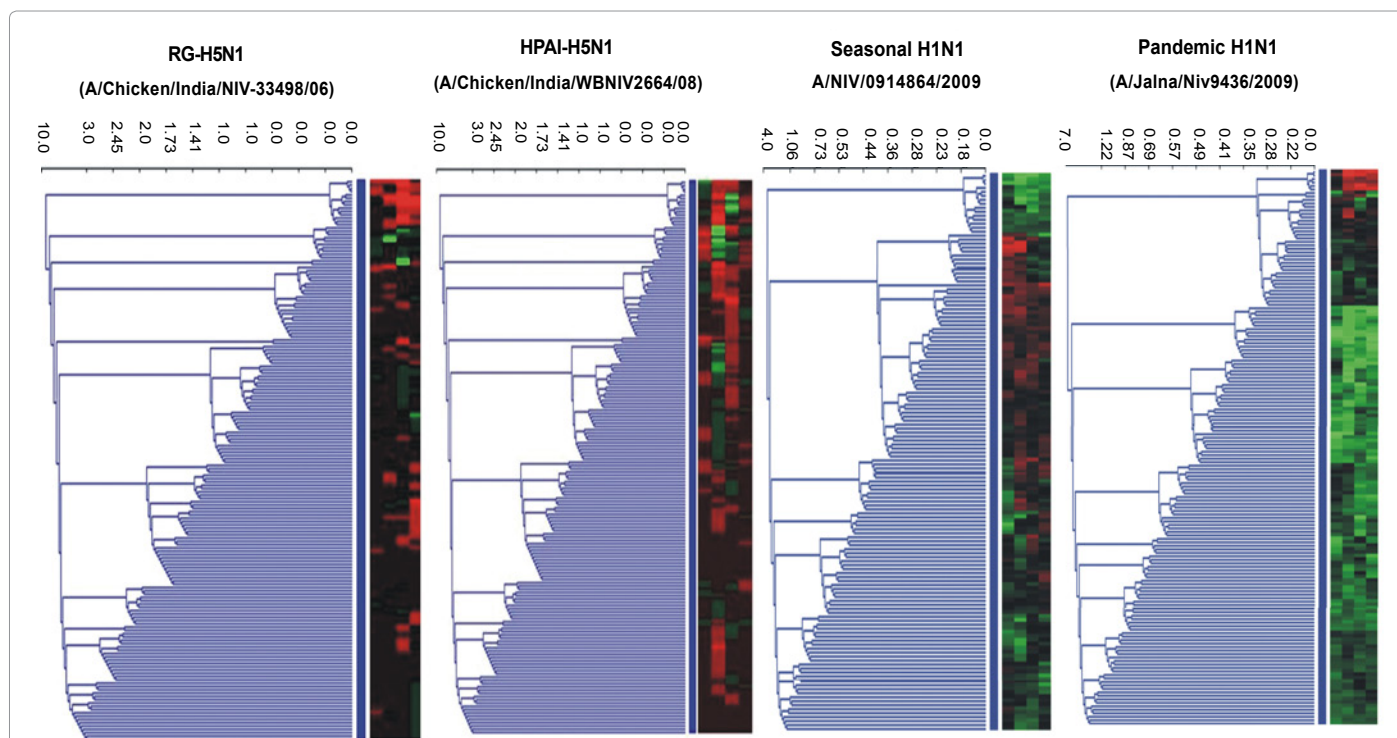 RG-H5N1
(A/Chicken/India/NIV-33498/06)
HPAI-H5N1
(A/Chicken/India/WBNIV2664/08)
Seasonal H1N1
A/NIV/0914864/2009
Pandemic H1N1
(A/Jalna/Niv9436/2009)
10.0 3.0 2.45 2.0 1.73 1.41 1.0 1.0 0.0 0.0 0.0
10.0 3.0 2.45 2.0 1.73 1.41 1.0 1.0 0.0 0.0 0.0
4.0 1.06 0.73 0.53 0.44 0.36 0.28 0.23 0.18 0.0
7.0 1.22 0.87 0.69 0.57 0.49 0.41 0.35 0.28 0.22 0.0